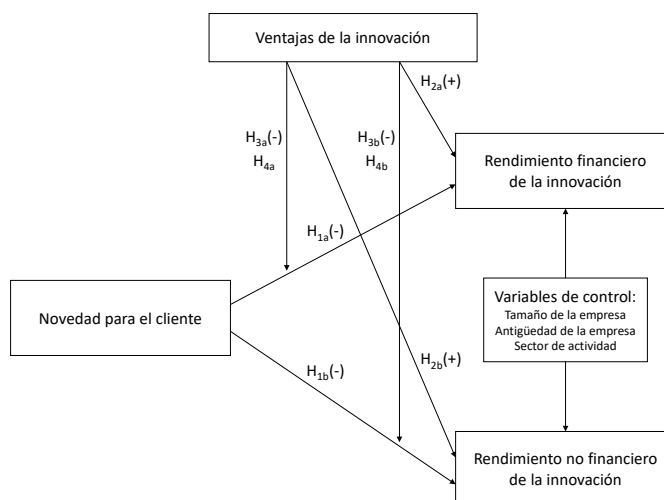 Ventajas de la innovación
H2a(+)
H3a(-)
H4a
H3b(-)
H4b
Rendimiento financiero
de la innovación
H1a(-)
Novedad para el cliente
Variables de control:
Tamaño de la empresa
Antigüedad de la empresa
Sector de actividad
H2b(+)
H1b(-)
Rendimiento no financiero
de la innovación